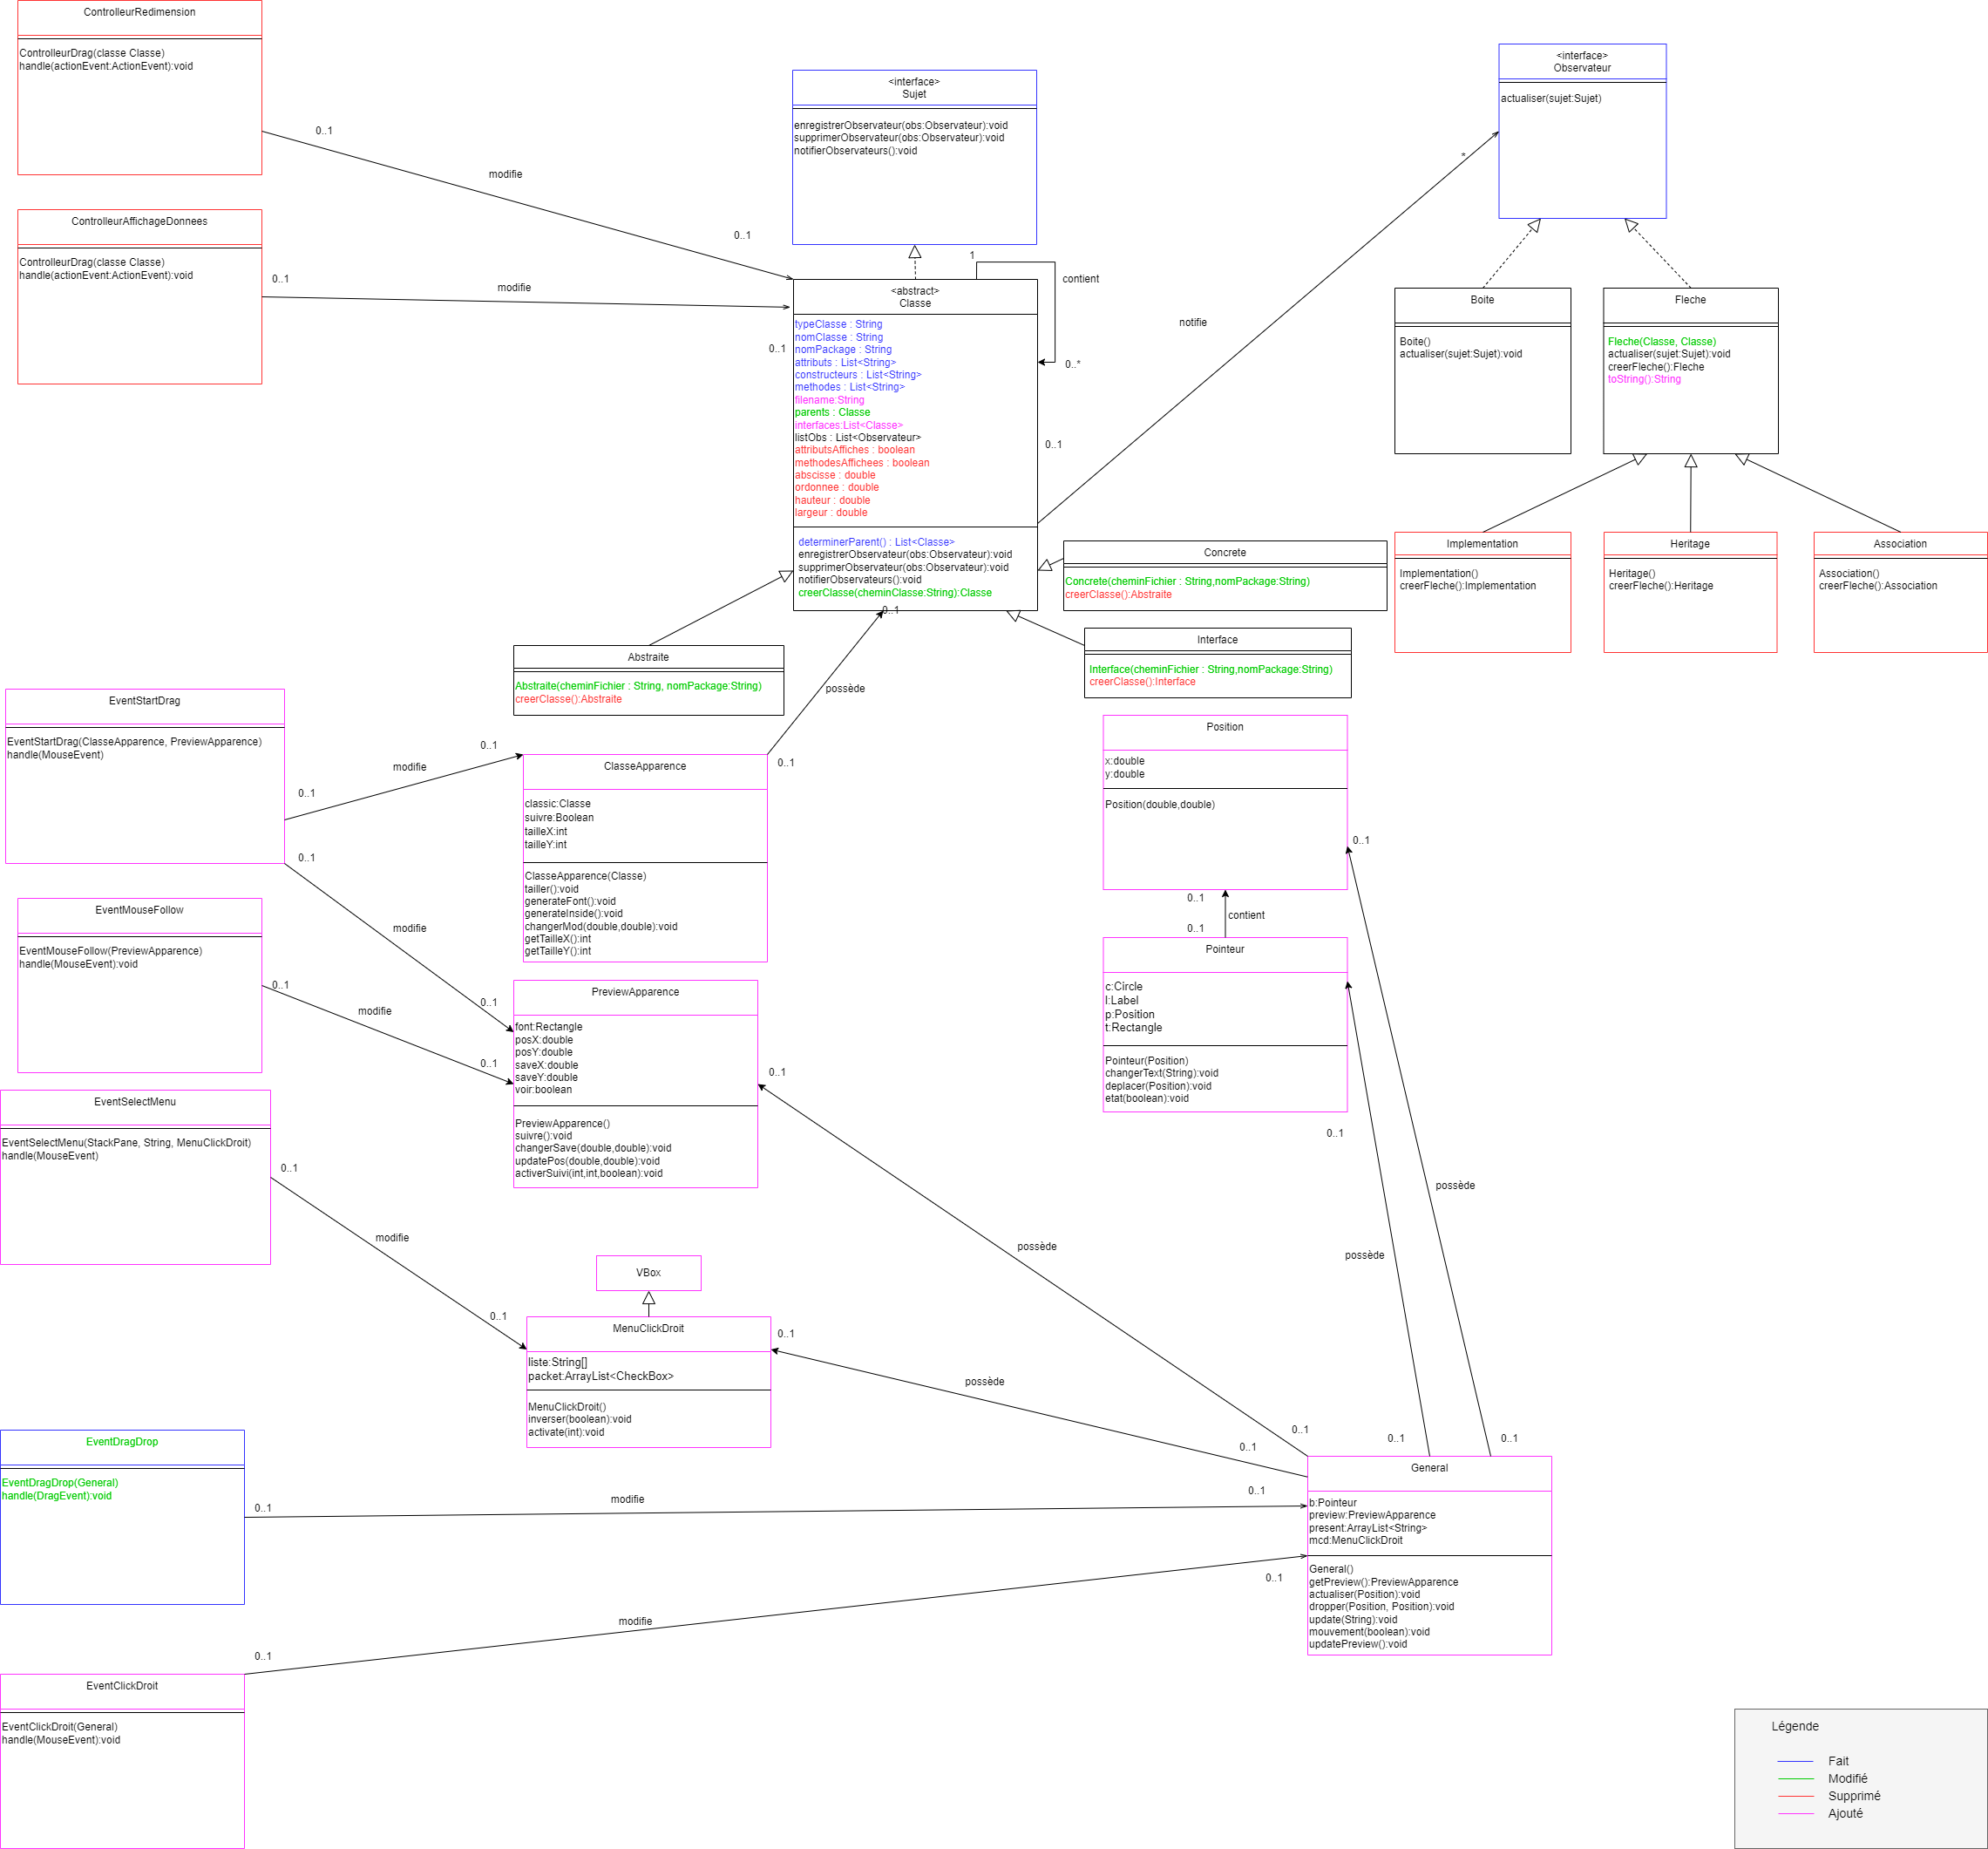 ControlleurRedimension
ControlleurDrag(classe Classe)
handle(actionEvent:ActionEvent):void
0..1
modifie
0..1
ControlleurAffichageDonnees
ControlleurDrag(classe Classe)
handle(actionEvent:ActionEvent):void
0..1
modifie
0..1
<interface>
Sujet
enregistrerObservateur(obs:Observateur):void
supprimerObservateur(obs:Observateur):void
notifierObservateurs():void
<interface>
Observateur
actualiser(sujet:Sujet)
*
notifie
0..1
1
contient
0..*
<abstract>
Classe
typeClasse : String
nomClasse : String
nomPackage : String
attributs : List<String>
constructeurs : List<String>
methodes : List<String>
filename:String
parents : Classe
interfaces:List<Classe>
listObs : List<Observateur>
attributsAffiches : boolean
methodesAffichees : boolean
abscisse : double
ordonnee : double
hauteur : double
largeur : double
determinerParent() : List<Classe>
enregistrerObservateur(obs:Observateur):void
supprimerObservateur(obs:Observateur):void
notifierObservateurs():void
creerClasse(cheminClasse:String):Classe
0..1
Boite
Boite()
actualiser(sujet:Sujet):void
Fleche
Fleche(Classe, Classe)
actualiser(sujet:Sujet):void
creerFleche():Fleche
toString():String
Implementation
Implementation()
creerFleche():Implementation
Heritage
Heritage()
creerFleche():Heritage
Association
Association()
creerFleche():Association
Concrete
Concrete(cheminFichier : String,nomPackage:String)
creerClasse():Abstraite
Interface
Interface(cheminFichier : String,nomPackage:String)
creerClasse():Interface
Abstraite
Abstraite(cheminFichier : String, nomPackage:String)
creerClasse():Abstraite
possède
0..1
EventStartDrag
EventStartDrag(ClasseApparence, PreviewApparence)
handle(MouseEvent)
0..1
modifie
0..1
0..1
modifie
0..1
ClasseApparence
classic:Classe
suivre:Boolean
tailleX:int
tailleY:int
ClasseApparence(Classe)
tailler():void
generateFont():void
generateInside():void
changerMod(double,double):void
getTailleX():int
getTailleY():int
Position
x:double
y:double
Position(double,double)
0..1
0..1
contient
0..1
Pointeur
c:Circle
l:Label
p:Position
t:Rectangle
Pointeur(Position)
changerText(String):void
deplacer(Position):void
etat(boolean):void
0..1
EventMouseFollow
EventMouseFollow(PreviewApparence)
handle(MouseEvent):void
0..1
modifie
0..1
PreviewApparence
font:Rectangle
posX:double
posY:double
saveX:double
saveY:double
voir:boolean
PreviewApparence()
suivre():void
changerSave(double,double):void
updatePos(double,double):void
activerSuivi(int,int,boolean):void
0..1
EventSelectMenu
EventSelectMenu(StackPane, String, MenuClickDroit)
handle(MouseEvent)
0..1
modifie
0..1
possède
possède
possède
VBox
MenuClickDroit
liste:String[]
packet:ArrayList<CheckBox>
MenuClickDroit()
inverser(boolean):void
activate(int):void
0..1
possède
0..1
0..1
0..1
0..1
EventDragDrop
EventDragDrop(General)
handle(DragEvent):void
0..1
modifie
0..1
General
b:Pointeur
preview:PreviewApparence
present:ArrayList<String>
mcd:MenuClickDroit
General()
getPreview():PreviewApparence
actualiser(Position):void
dropper(Position, Position):void
update(String):void
mouvement(boolean):void
updatePreview():void
0..1
modifie
0..1
EventClickDroit
EventClickDroit(General)
handle(MouseEvent):void
Légende
Fait
Modifié
Supprimé
Ajouté